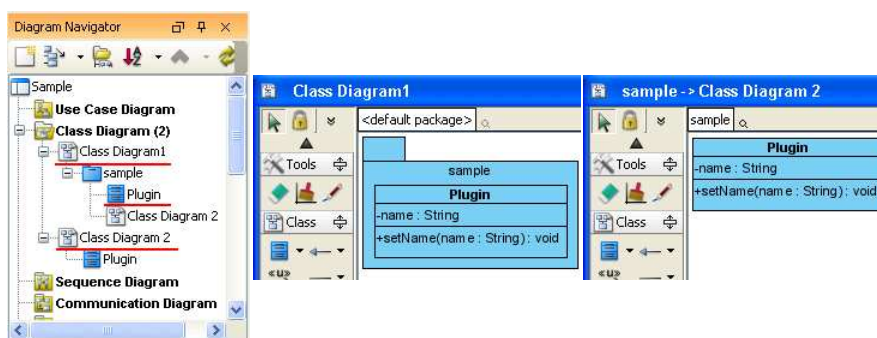 Diagram Navigator
Sample
Use Case Diagram
Class Diagram (2)
Class Diagram1
sample
Plugin
Class Diagram 2
Class Diagram 2
Plugin
Sequence Diagram
Communication Diagram
Class Diagram1
<default package>
Tools
Class
«U»
sample
Plugin
-name : String
+setName(name : String) : void
sample -> Class Diagram 2
sample
Tools
Class
«U»
Plugin
-name : String
+setName(name : String) : void